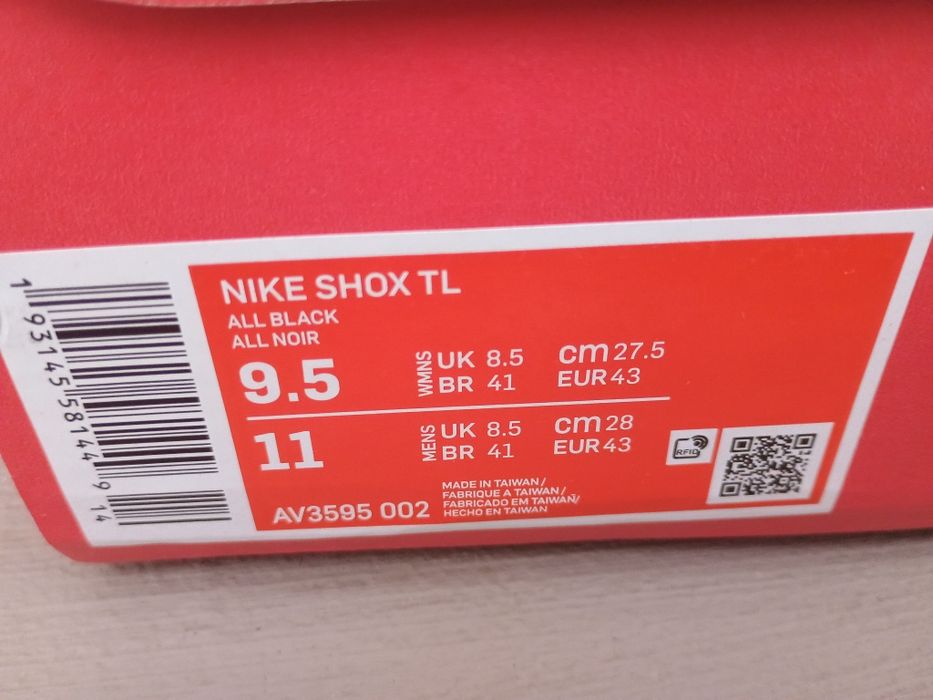 NIKE SHOX TL
ALL BLACK
ALL NOIR
9.5
WMNS
UK 8.5
BR 41
cm 27.5
EUR 43
11
MENS
UK 8.5
BR 41
cm 28
EUR 43
RFID
AV3595 002
MADE IN TAIWAN /
FABRIQUE A TAIWAN /
FABRICADO EM TAIWAN/
HECHO EN TAIWAN
1 93145 58144 9 14